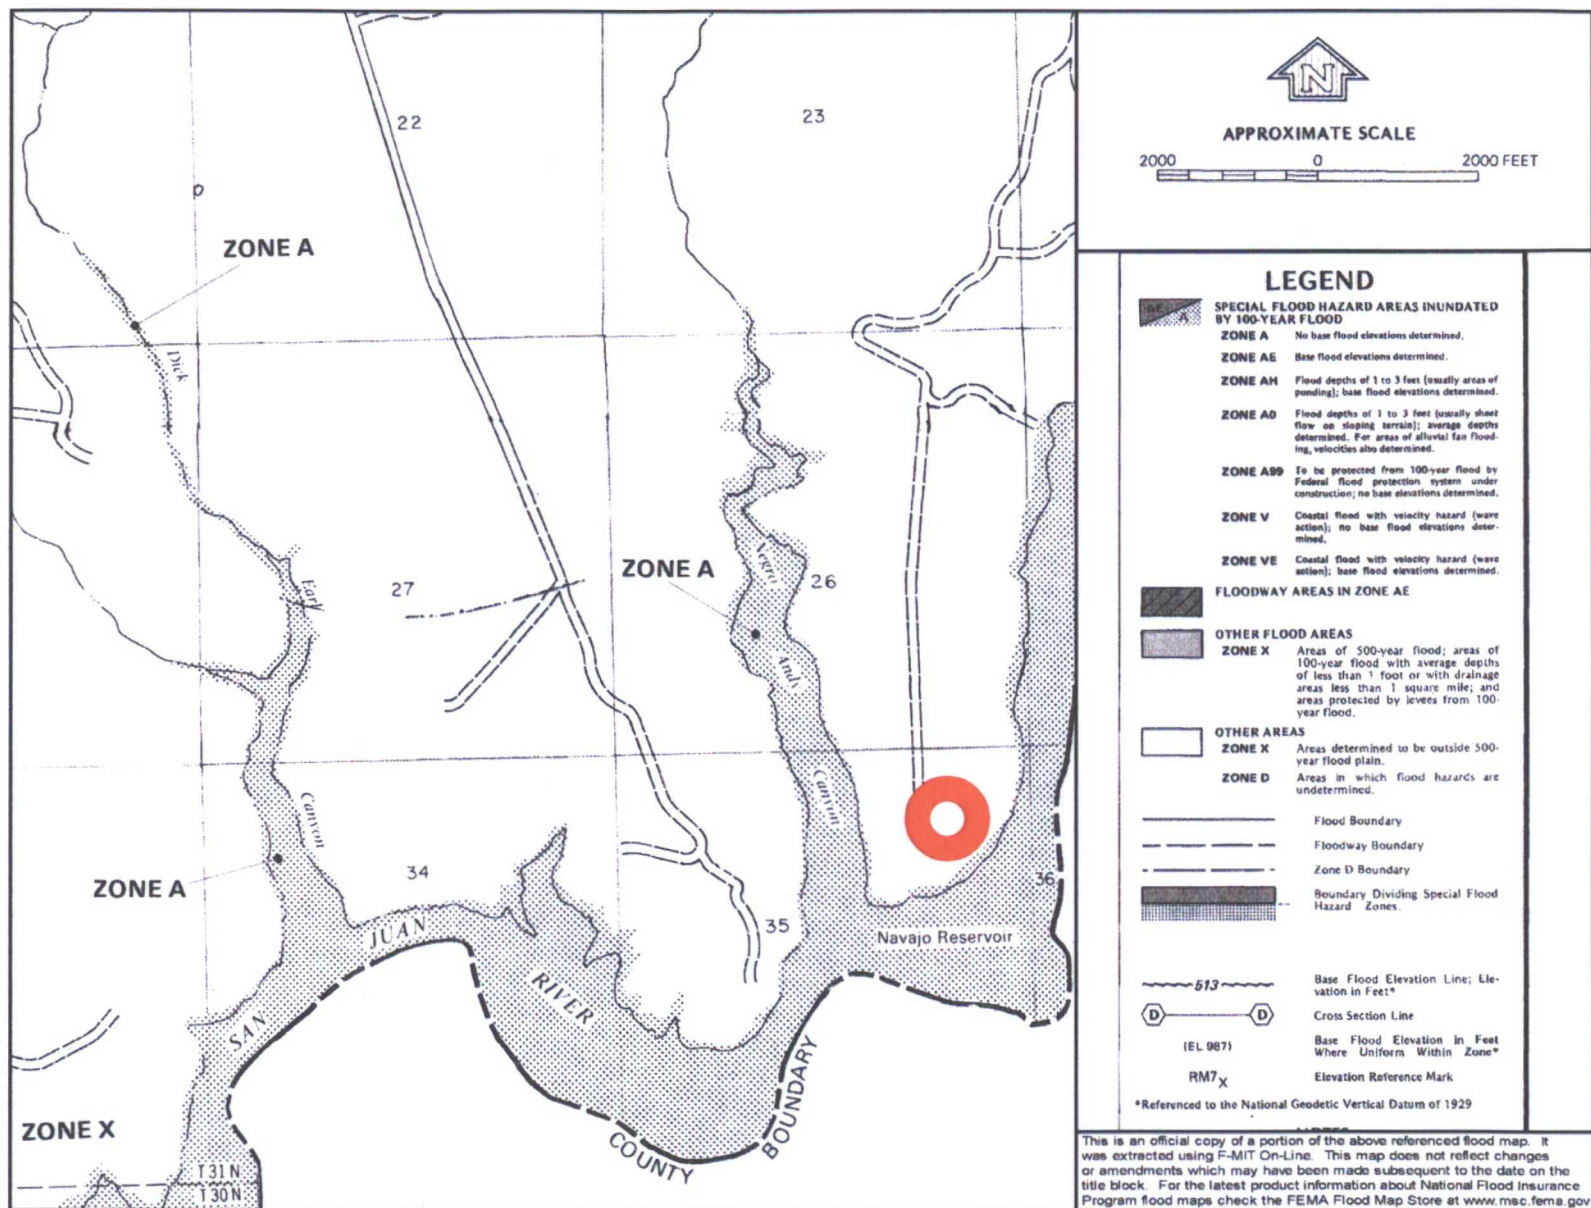 22
23
ZONE A
Dick
Early
27
ZONE A
Negro
26
Andy
Canyon
Canyon
ZONE A
34
35
36
Navajo Reservoir
SAN
JUAN
RIVER
COUNTY
BOUNDARY
ZONE X
T31N
T30N
N
APPROXIMATE SCALE
2000 0 2000 FEET
LEGEND
A
SPECIAL FLOOD HAZARD AREAS INUNDATED
BY 100-YEAR FLOOD
ZONE A No base flood elevations determined.
ZONE AE Base flood elevations determined.
ZONE AH Flood depths of 1 to 3 feet (usually areas of
ponding); base flood elevations determined.
ZONE A0 Flood depths of 1 to 3 feet (usually sheet
flow on sloping terrain); average depths
determined. For areas of alluvial fan flood-
ing, velocities also determined.
ZONE A99 To be protected from 100-year flood by
Federal flood protection system under
construction; no base elevations determined.
ZONE V Coastal flood with velocity hazard (wave
action); no base flood elevations deter-
mined.
ZONE VE Coastal flood with velocity hazard (wave
action); base flood elevations determined.
FLOODWAY AREAS IN ZONE AE
OTHER FLOOD AREAS
ZONE X Areas of 500-year flood; areas of
100-year flood with average depths
of less than 1 foot or with drainage
areas less than 1 square mile; and
areas protected by levees from 100-
year flood.
OTHER AREAS
ZONE X Areas determined to be outside 500-
year flood plain.
ZONE D Areas in which flood hazards are
undetermined.
Flood Boundary
Floodway Boundary
Zone D Boundary
Boundary Dividing Special Flood
Hazard Zones.
513 Base Flood Elevation Line; Ele-
vation in Feet*
D D Cross Section Line
(EL 987) Base Flood Elevation in Feet
Where Uniform Within Zone*
RM7X Elevation Reference Mark
*Referenced to the National Geodetic Vertical Datum of 1929
This is an official copy of a portion of the above referenced flood map. It
was extracted using F-MIT On-Line. This map does not reflect changes
or amendments which may have been made subsequent to the date on the
title block. For the latest product information about National Flood Insurance
Program flood maps check the FEMA Flood Map Store at www.msc.fema.gov